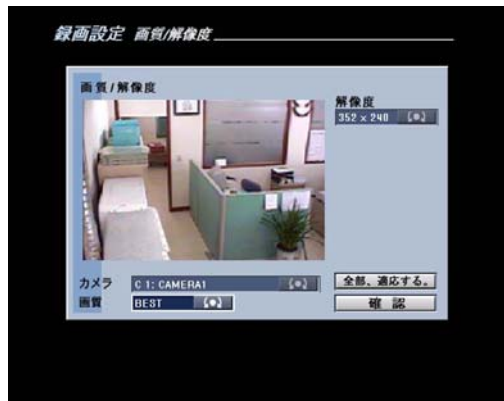 録画設定 画質/解像度
画質/解像度
解像度
352 x 240
カメラ C 1: CAMERA1
画質 BEST
全部、適応する。
確 認